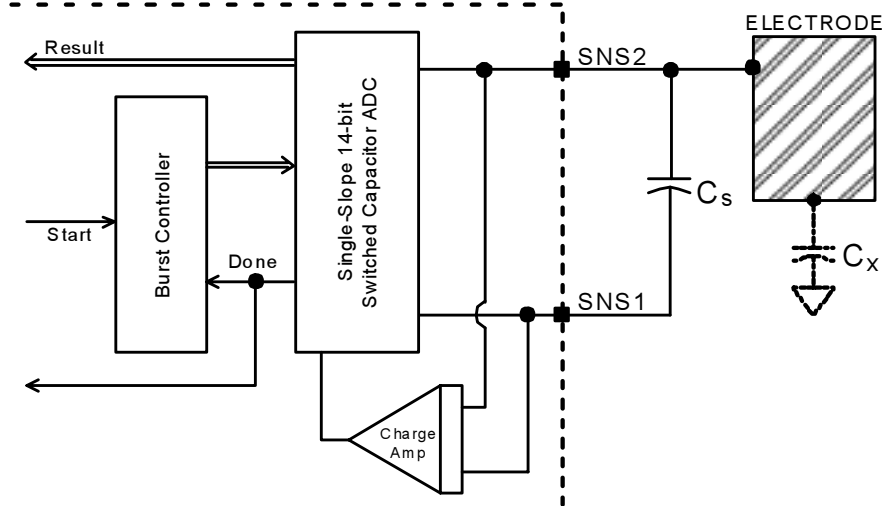 ELECTRODE
Result
SNS2
Single-Slope 14-bit
Switched Capacitor ADC
Burst Controller
Start
Done
Cs
Cx
SNS1
Charge
Amp